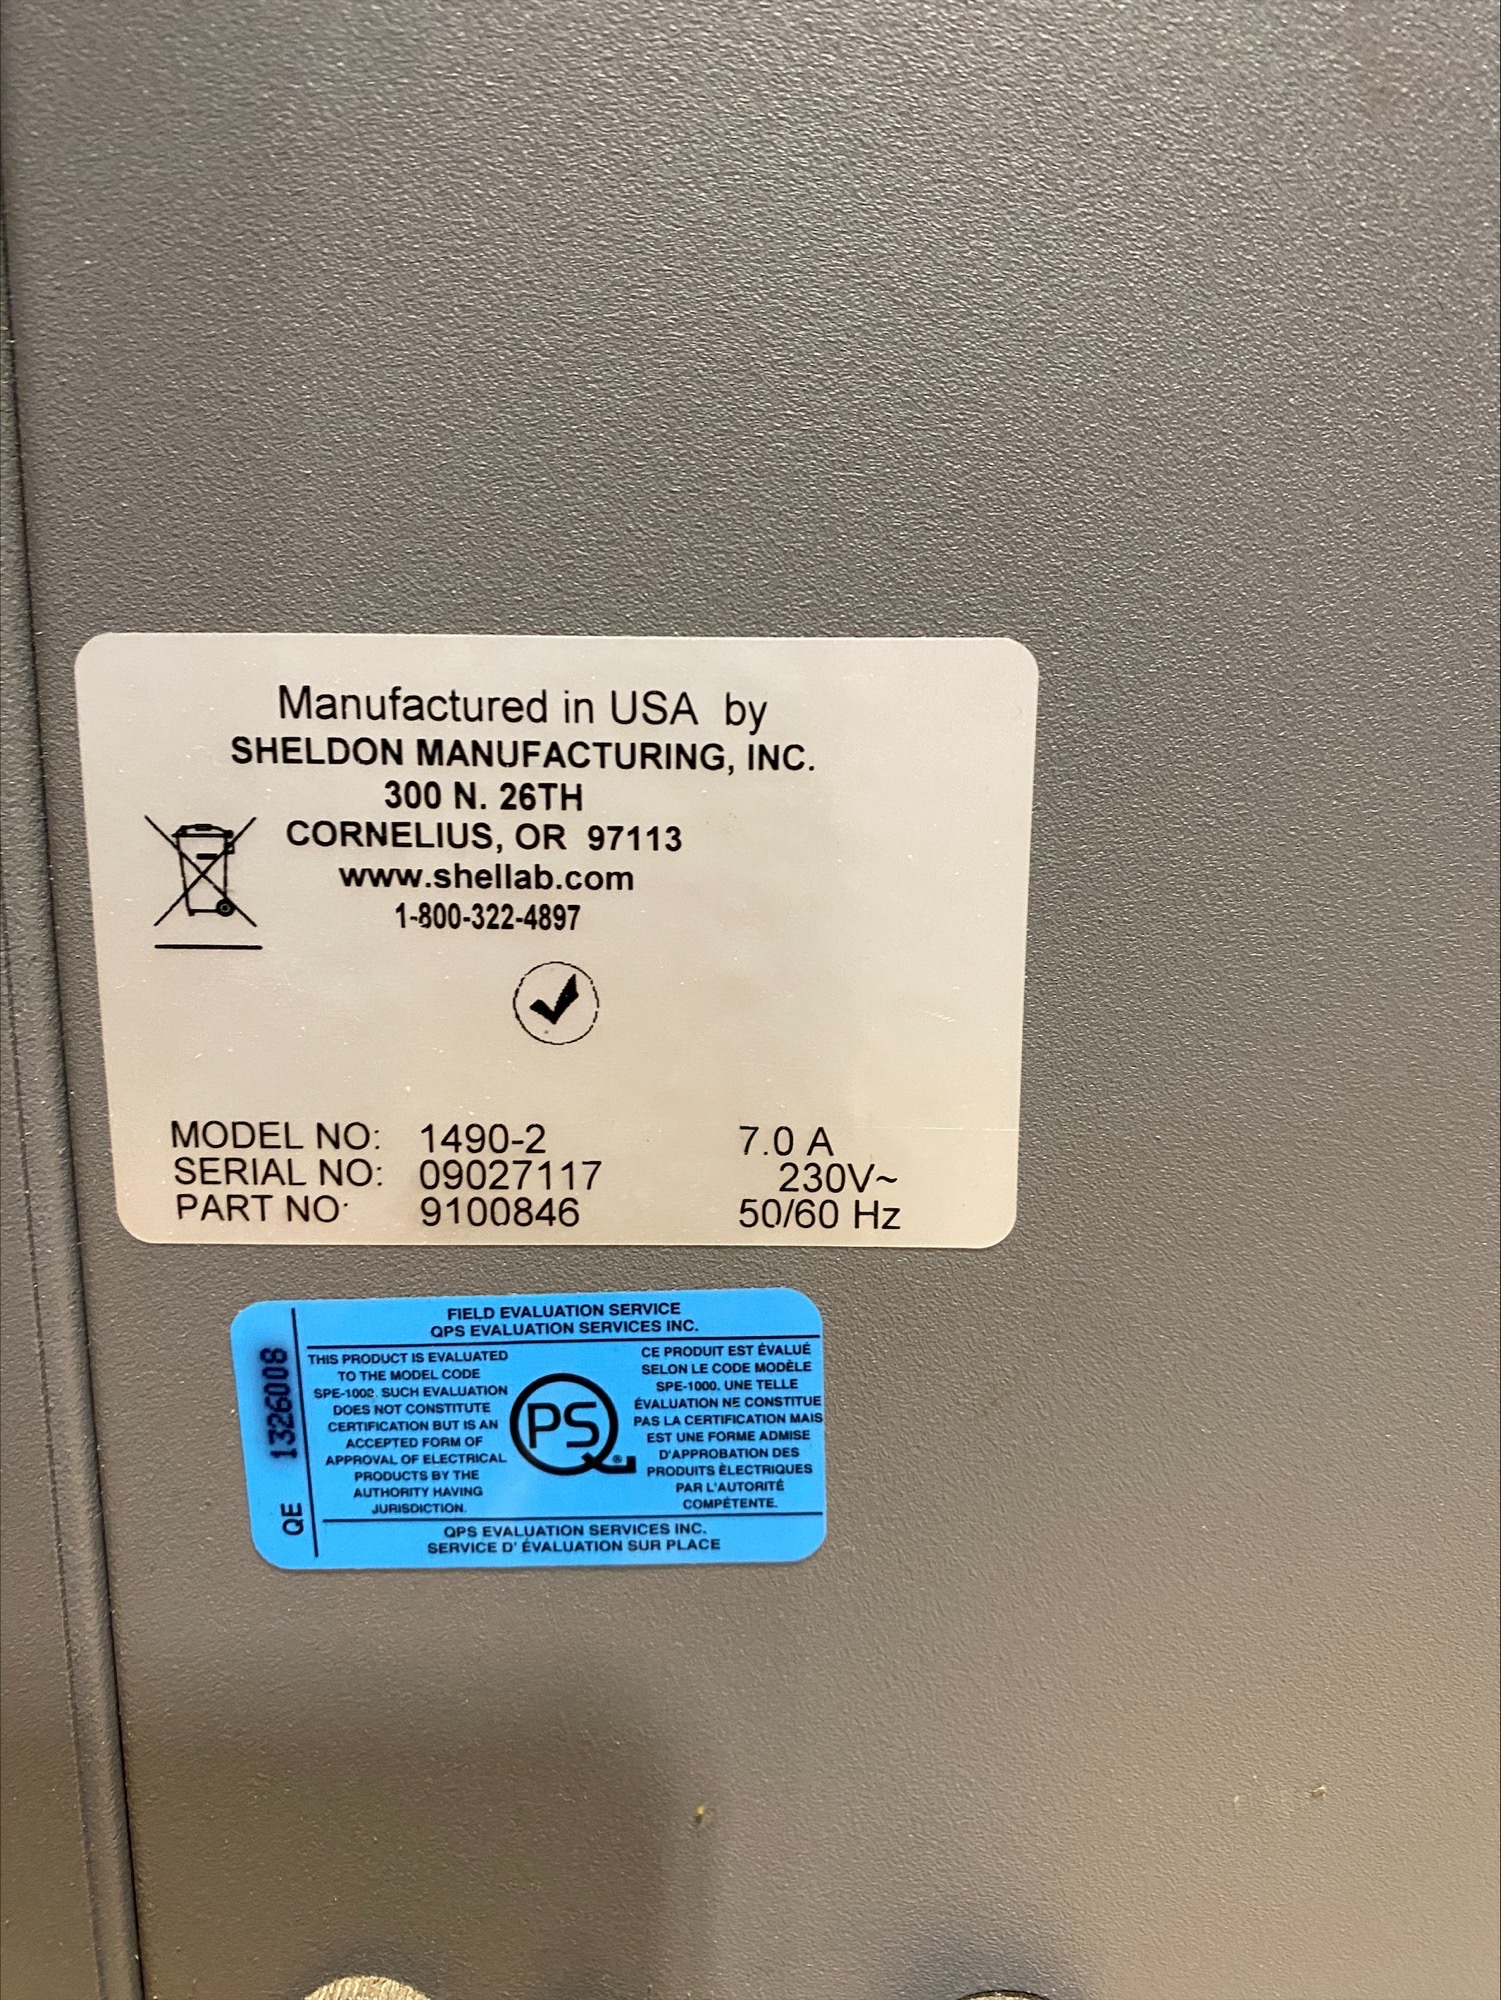 Manufactured in USA by
SHELDON MANUFACTURING, INC.
300 N. 26TH
CORNELIUS, OR 97113
www.shellab.com
1-800-322-4897
MODEL NO: 1490-2 7.0 A
SERIAL NO: 09027117 230V~
PART NO: 9100846 50/60 Hz
FIELD EVALUATION SERVICE
QPS EVALUATION SERVICES INC.
QE 1326008
THIS PRODUCT IS EVALUATED
TO THE MODEL CODE
SPE-1000. SUCH EVALUATION
DOES NOT CONSTITUTE
CERTIFICATION BUT IS AN
ACCEPTED FORM OF
APPROVAL OF ELECTRICAL
PRODUCTS BY THE
AUTHORITY HAVING
JURISDICTION.
QPS ®
CE PRODUIT EST ÉVALUÉ
SELON LE CODE MODÈLE
SPE-1000. UNE TELLE
ÉVALUATION NE CONSTITUE
PAS LA CERTIFICATION MAIS
EST UNE FORME ADMISE
D'APPROBATION DES
PRODUITS ÈLECTRIQUES
PAR L'AUTORITÉ
COMPÉTENTE.
QPS EVALUATION SERVICES INC.
SERVICE D' ÉVALUATION SUR PLACE